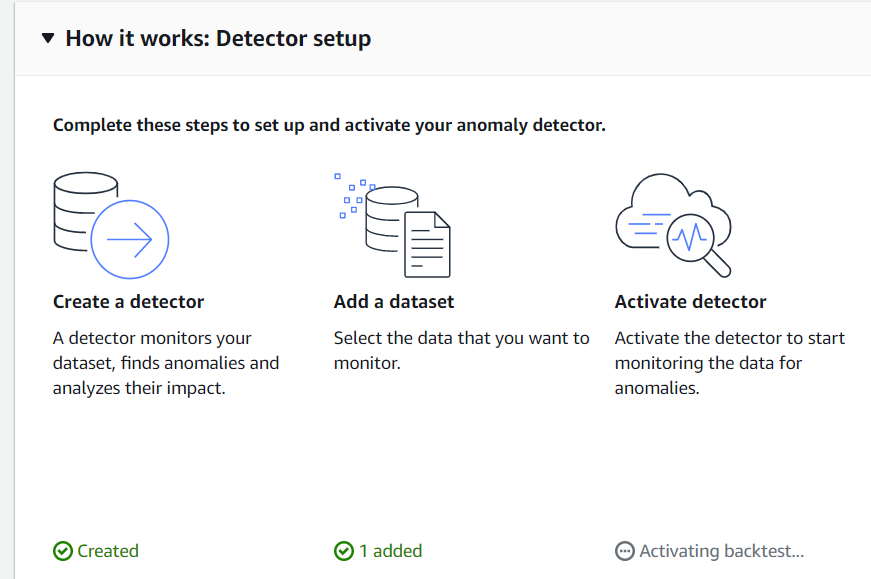 How it works: Detector setup
Complete these steps to set up and activate your anomaly detector.
Create a detector
A detector monitors your
dataset, finds anomalies and
analyzes their impact.
Created
Add a dataset
Select the data that you want to
monitor.
1 added
Activate detector
Activate the detector to start
monitoring the data for
anomalies.
Activating backtest...